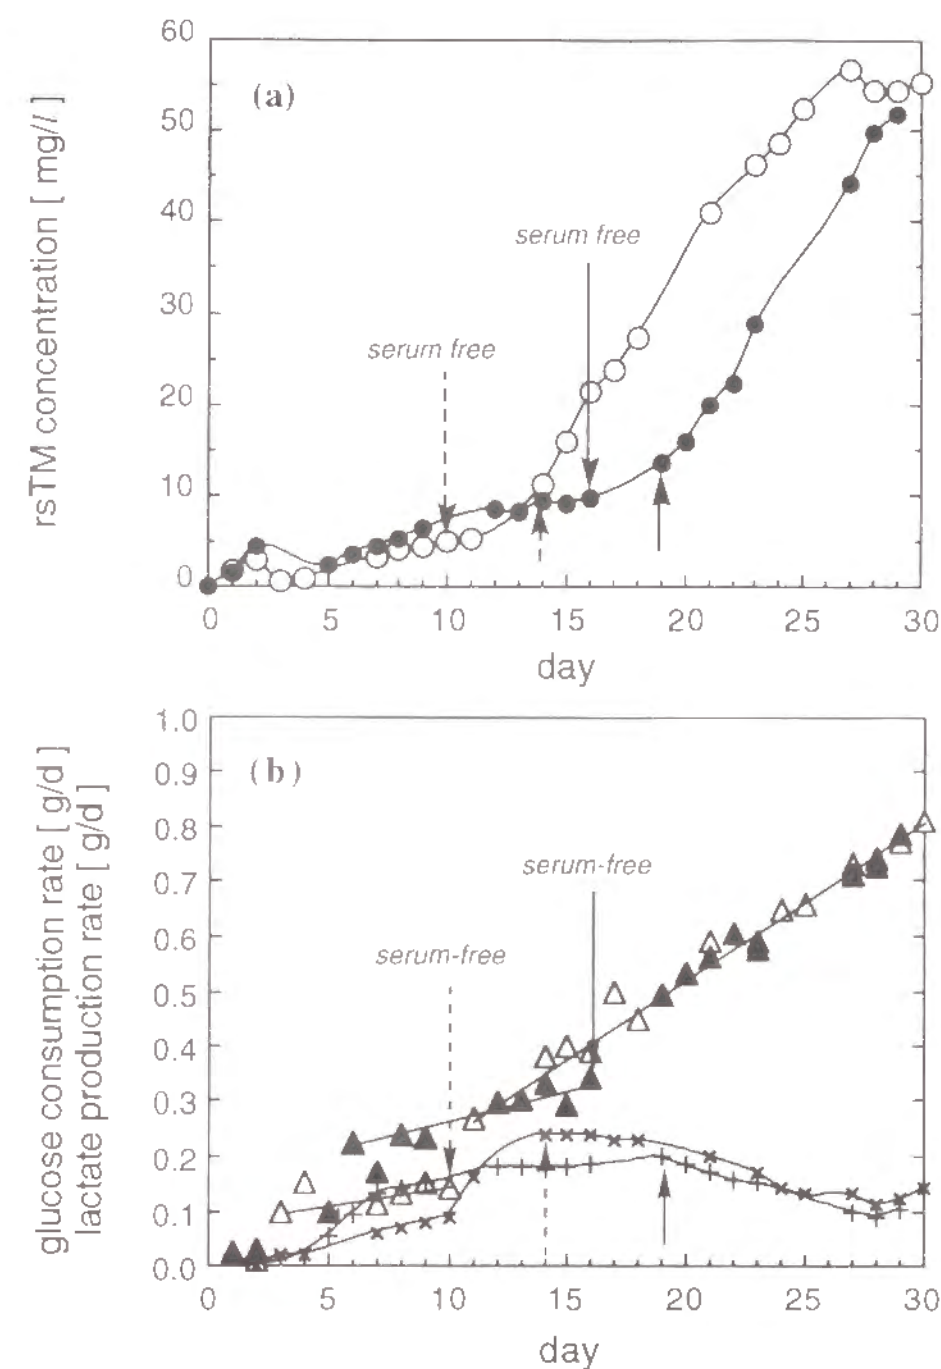 60
(a)
50
40
serum free
30
serum free
20
10
0
0 5 10 15 20 25 30
rsTM concentration [ mg/l ]
day
1.0
(b)
0.9
0.8
serum-free
0.7
0.6
serum-free
0.5
0.4
0.3
0.2
0.1
0.0
0 5 10 15 20 25 30
glucose consumption rate [ g/d ]
lactate production rate [ g/d ]
day